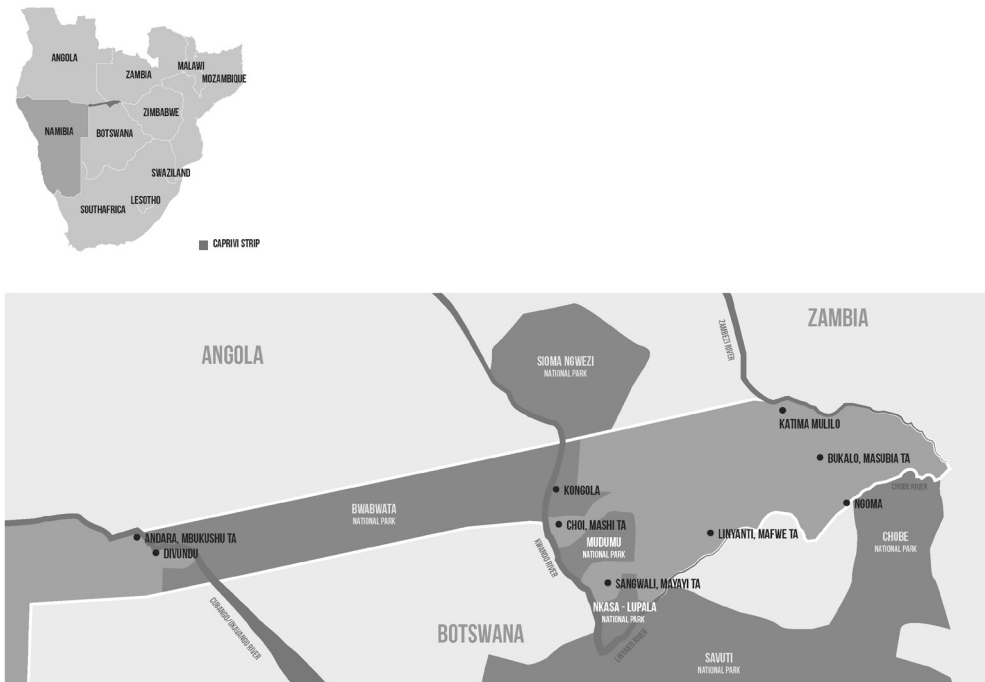 ANGOLA
ZAMBIA
MALAWI
MOZAMBIQUE
ZIMBABWE
NAMIBIA
BOTSWANA
SWAZILAND
LESOTHO
SOUTHAFRICA
CAPRIVI STRIP
ZAMBIA
ANGOLA
ZAMBEZI RIVER
SIOMA NGWEZI
NATIONAL PARK
KATIMA MULILO
BUKALO, MASUBIA TA
CHOBE RIVER
KONGOLA
NGOMA
BWABWATA
NATIONAL PARK
CHOI, MASHI TA
LINYANTI, MAFWE TA
MUDUMU
NATIONAL PARK
CHOBE
NATIONAL PARK
ANDARA, MBUKUSHU TA
DIVUNDU
KWANDO RIVER
SANGWALI, MAYAYI TA
NKASA - LUPALA
NATIONAL PARK
CUBANGO/OKAVANGO RIVER
BOTSWANA
LINYANTI RIVER
SAVUTI
NATIONAL PARK